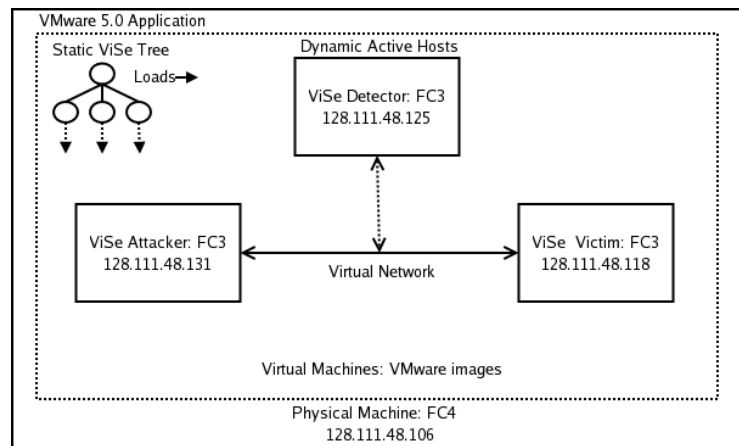 VMware 5.0 Application
Static ViSe Tree
Loads
Dynamic Active Hosts
ViSe Detector: FC3
128.111.48.125
ViSe Attacker: FC3
128.111.48.131
Virtual Network
ViSe Victim: FC3
128.111.48.118
Virtual Machines: VMware images
Physical Machine: FC4
128.111.48.106